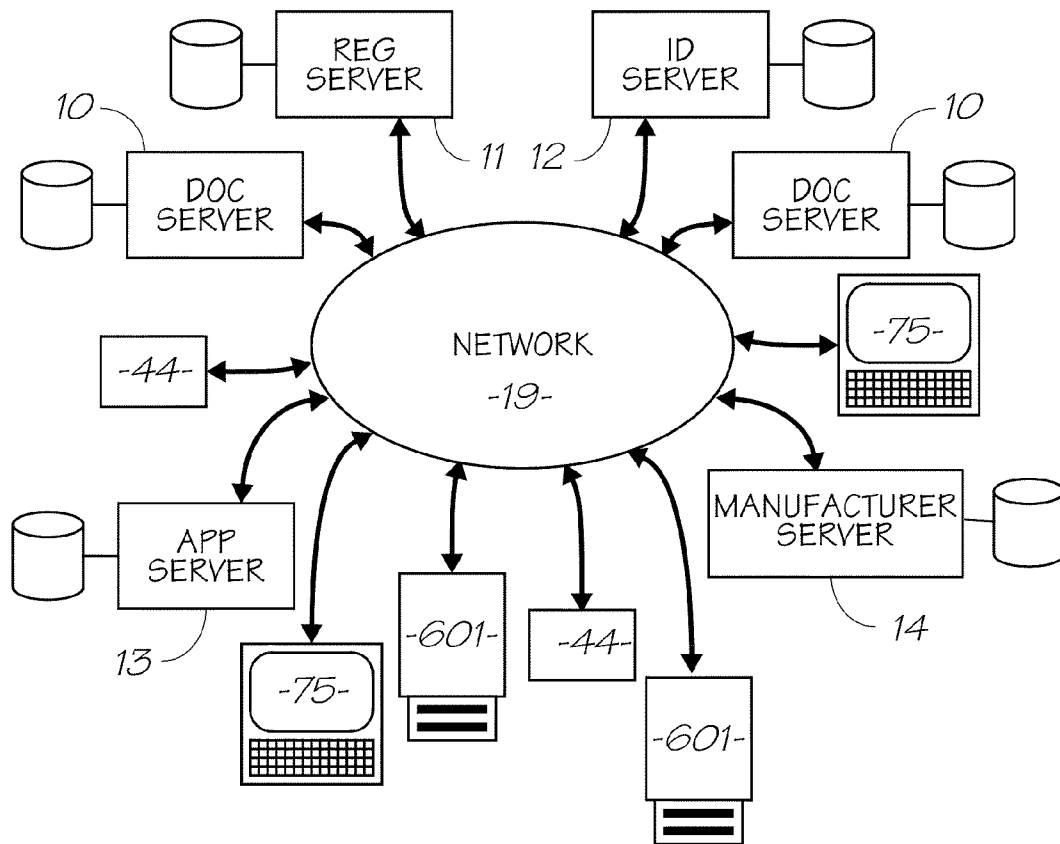 REG
SERVER
ID
SERVER
10
11
12
10
DOC
SERVER
DOC
SERVER
NETWORK
-19-
-75-
-44-
MANUFACTURER
SERVER
APP
SERVER
-601-
-44-
14
13
-75-
-601-